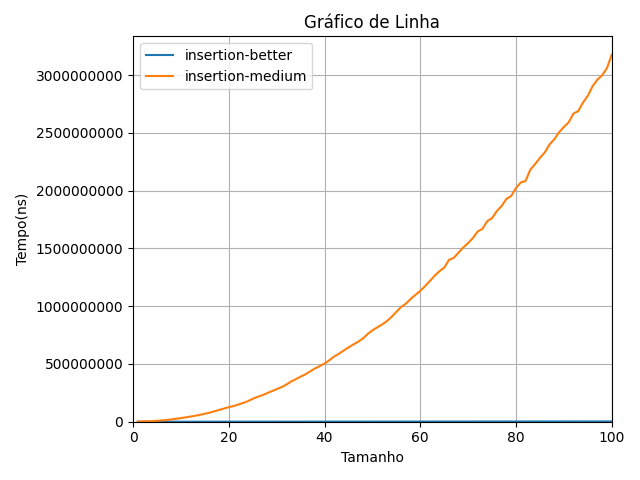 Gráfico de Linha
insertion-better
insertion-medium
3000000000
2500000000
2000000000
1500000000
1000000000
500000000
0
Tempo(ns)
0 20 40 60 80 100
Tamanho